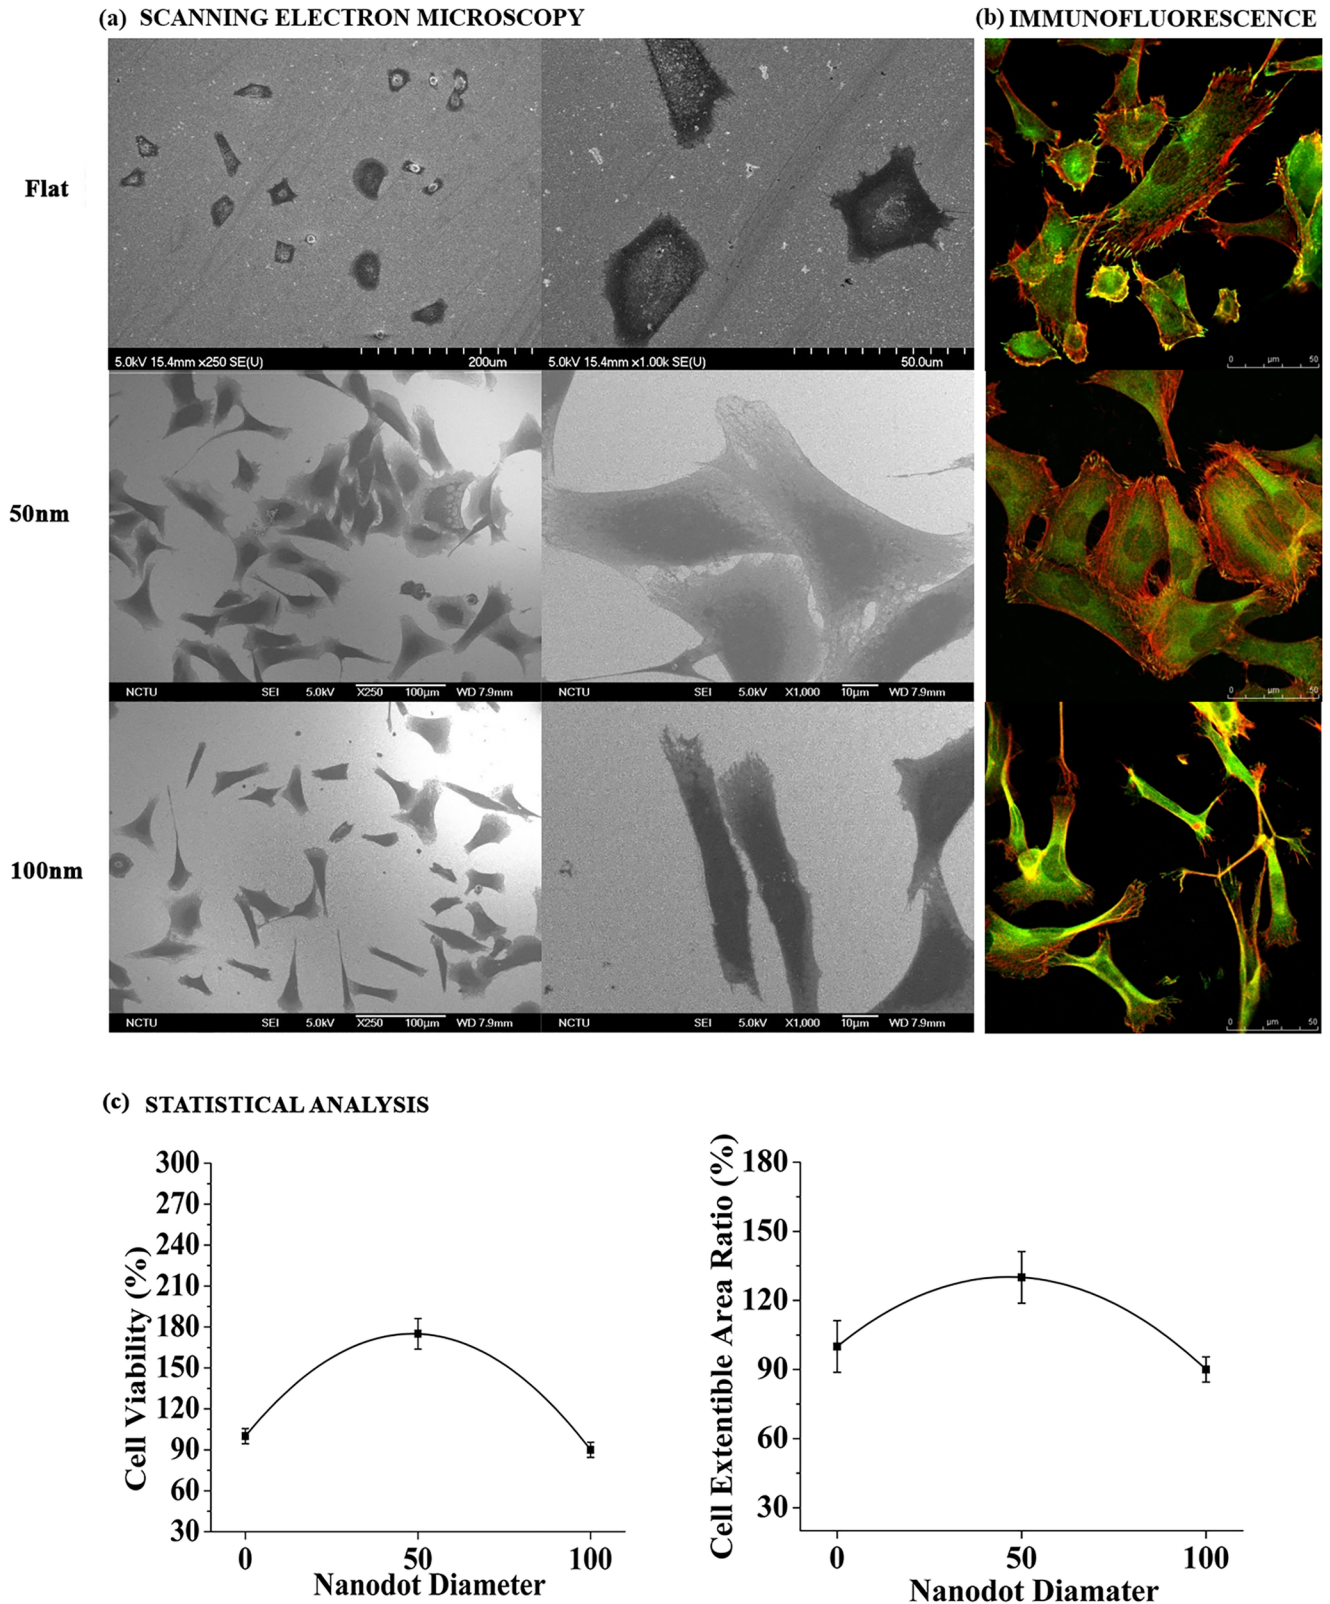 (a) SCANNING ELECTRON MICROSCOPY
(b) IMMUNOFLUORESCENCE
Flat
5.0kV 15.4mm x250 SE(U) 200um
5.0kV 15.4mm x1.00k SE(U) 50.0um
0 µm 50
50nm
NCTU SEI 5.0kV X250 100µm WD 7.9mm
NCTU SEI 5.0kV X1,000 10µm WD 7.9mm
0 µm 50
100nm
NCTU SEI 5.0kV X250 100µm WD 7.9mm
NCTU SEI 5.0kV X1,000 10µm WD 7.9mm
0 µm 50
(c) STATISTICAL ANALYSIS
Cell Viability (%)
300
270
240
210
180
150
120
90
60
30
0 50 100
Nanodot Diameter
Cell Extentible Area Ratio (%)
180
150
120
90
60
30
0 50 100
Nanodot Diamater